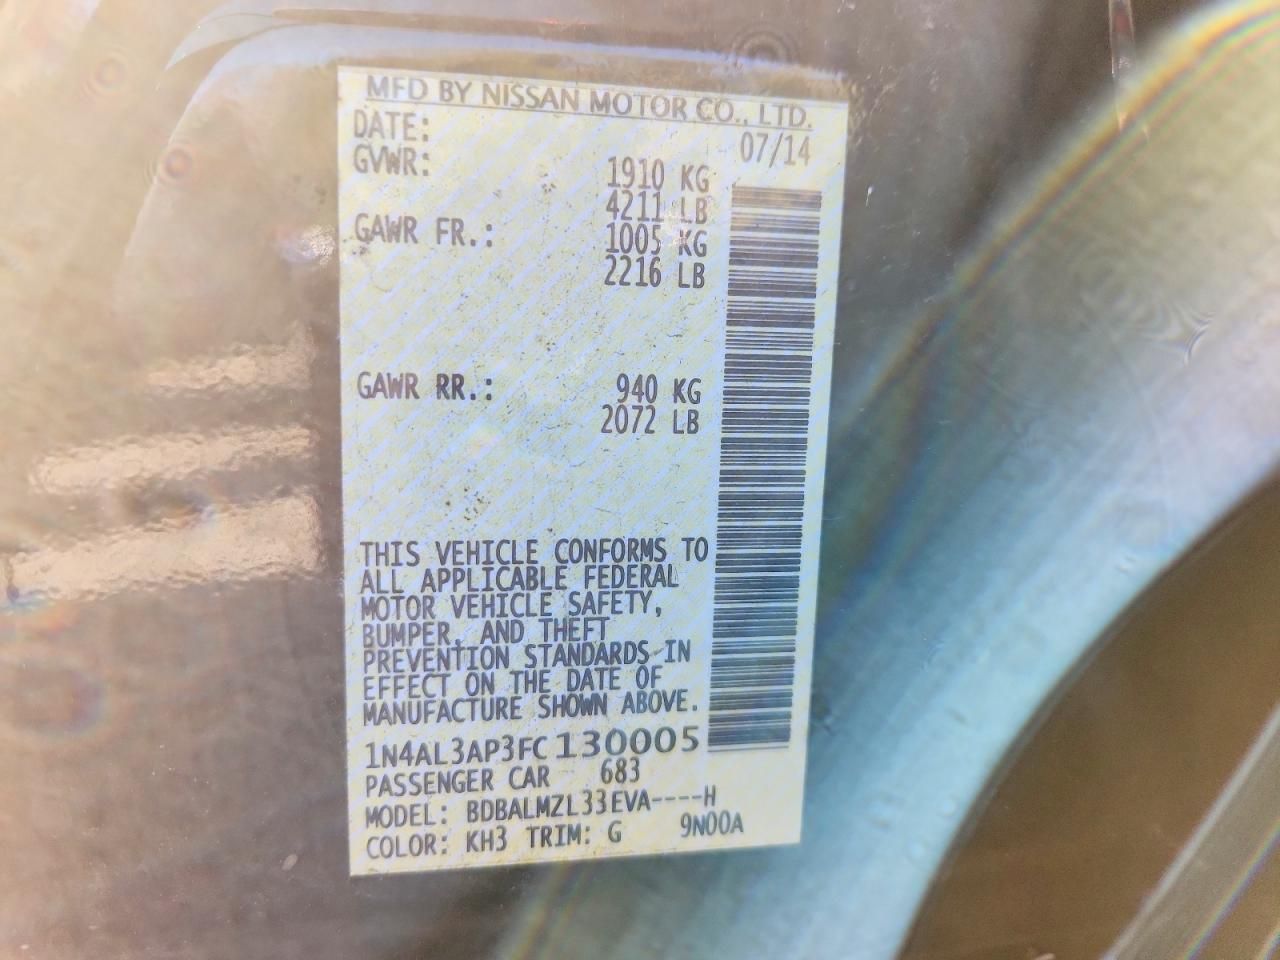 MFD BY NISSAN MOTOR CO., LTD.
DATE: 07/14
GVWR: 1910 KG
4211 LB
GAWR FR.: 1005 KG
2216 LB
GAWR RR.: 940 KG
2072 LB
THIS VEHICLE CONFORMS TO
ALL APPLICABLE FEDERAL
MOTOR VEHICLE SAFETY,
BUMPER, AND THEFT
PREVENTION STANDARDS IN
EFFECT ON THE DATE OF
MANUFACTURE SHOWN ABOVE.
1N4AL3AP3FC130005
PASSENGER CAR 683
MODEL: BDBALMZL33EVA----H
COLOR: KH3 TRIM: G 9N00A